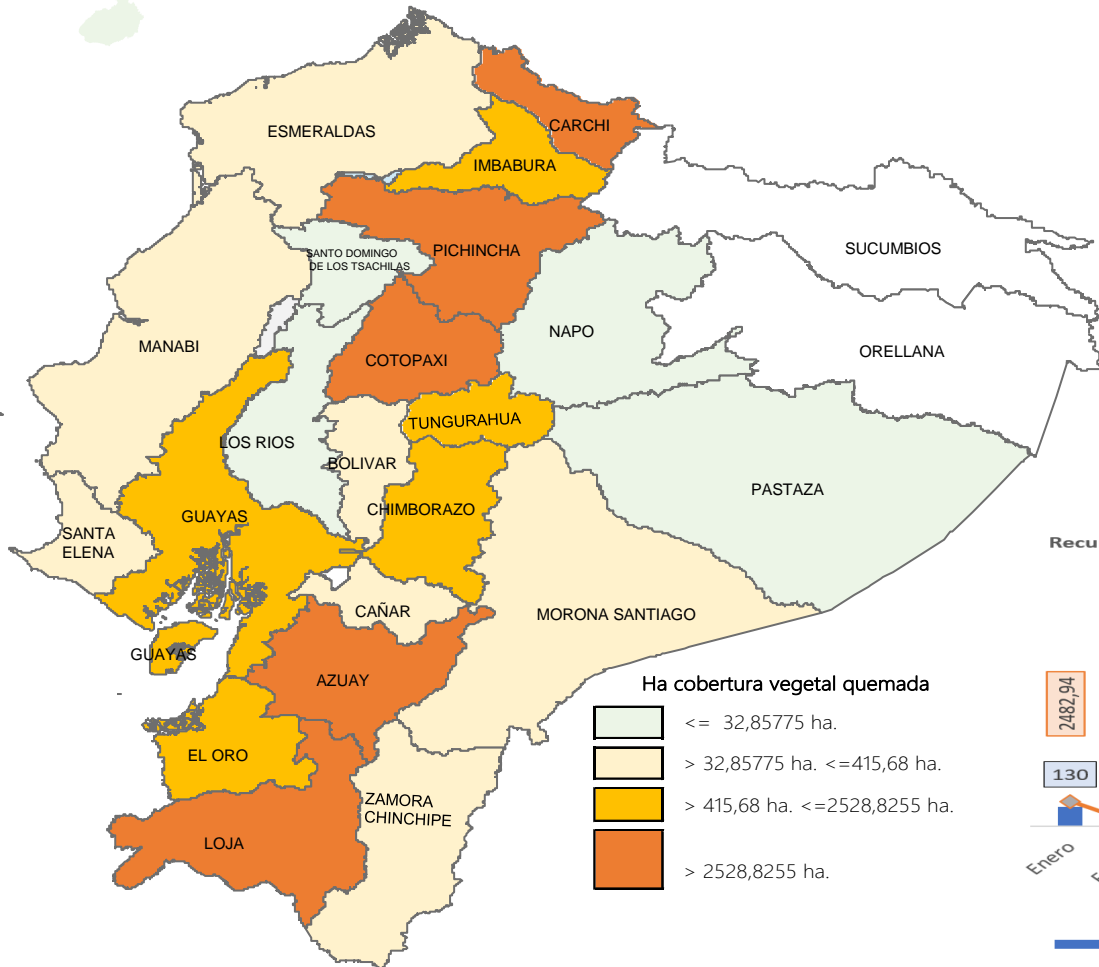 CARCHI
ESMERALDAS
IMBABURA
SUCUMBIOS
PICHINCHA
SANTO DOMINGO
DE LOS TSACHILAS
NAPO
MANABI
ORELLANA
COTOPAXI
TUNGURAHUA
LOS RIOS
BOLIVAR
PASTAZA
CHIMBORAZO
GUAYAS
SANTA
ELENA
Recu
CAÑAR
MORONA SANTIAGO
GUAYAS
AZUAY
Ha cobertura vegetal quemada
<= 32,85775 ha.
> 32,85775 ha. <=415,68 ha.
> 415,68 ha. <=2528,8255 ha.
> 2528,8255 ha.
EL ORO
ZAMORA
CHINCHIPE
LOJA
2482,94
130
Enero